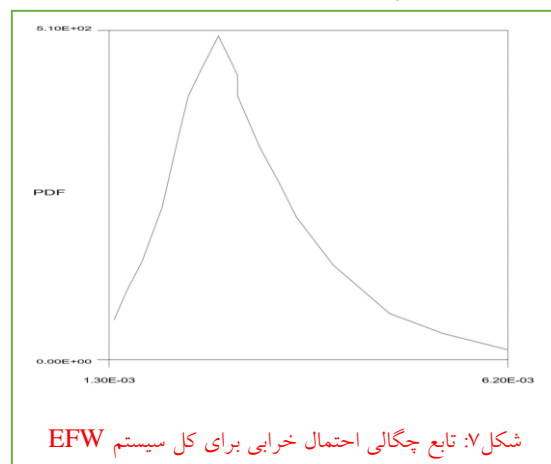 5.10E+02
PDF
0.00E+00
1.30E-03 6.20E-03
شکل۷: تابع چگالی احتمال خرابی برای کل سیستم EFW